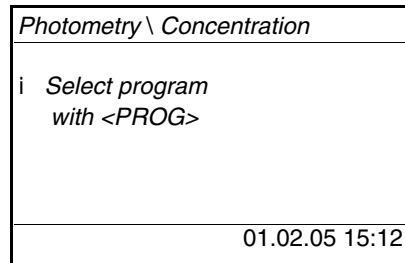 Photometry \ Concentration
i Select program
with <PROG>
01.02.05 15:12